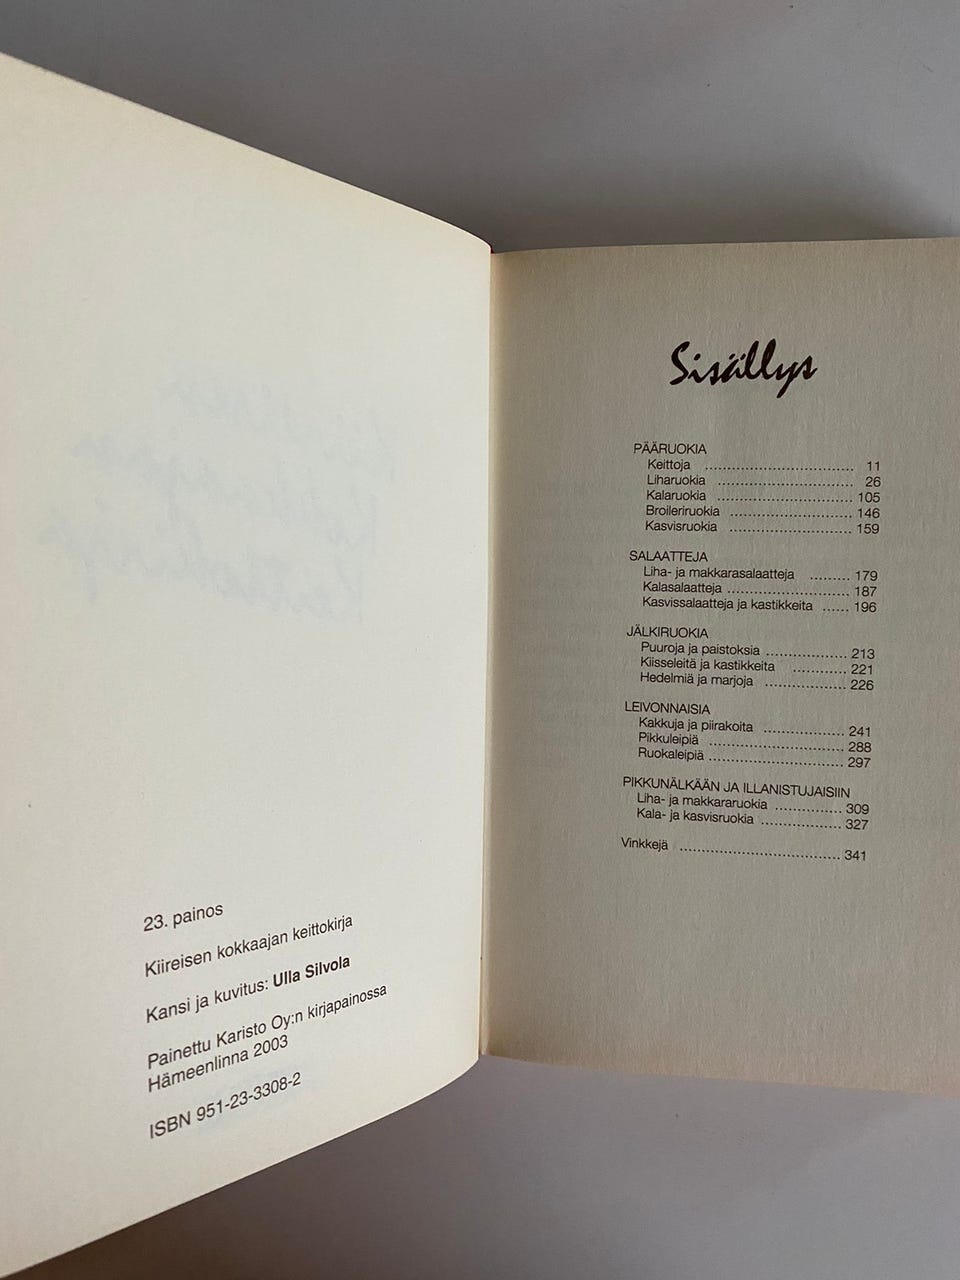 23. painos
Kiireisen kokkaajan keittokirja
Kansi ja kuvitus: Ulla Silvola
Painettu Karisto Oy:n kirjapainossa
Hämeenlinna 2003
ISBN 951-23-3308-2
Sisällys
PÄÄRUOKIA
Keittoja ................................ 11
Liharuokia ............................. 26
Kalaruokia ............................. 105
Broileriruokia .......................... 146
Kasvisruokia .......................... 159
SALAATTEJA
Liha- ja makkarasalaatteja ......... 179
Kalasalaatteja .......................... 187
Kasvissalaatteja ja kastikkeita ...... 196
JÄLKIRUOKIA
Puuroja ja paistoksia ................. 213
Kiisseleitä ja kastikkeita ........... 221
Hedelmiä ja marjoja ................. 226
LEIVONNAISIA
Kakkuja ja piirakoita ................. 241
Pikkuleipiä ............................. 288
Ruokaleipiä ............................. 297
PIKKUNÄLKÄÄN JA ILLANISTUJAISIIN
Liha- ja makkararuokia .............. 309
Kala- ja kasvisruokia ................. 327
Vinkkejä .................................. 341